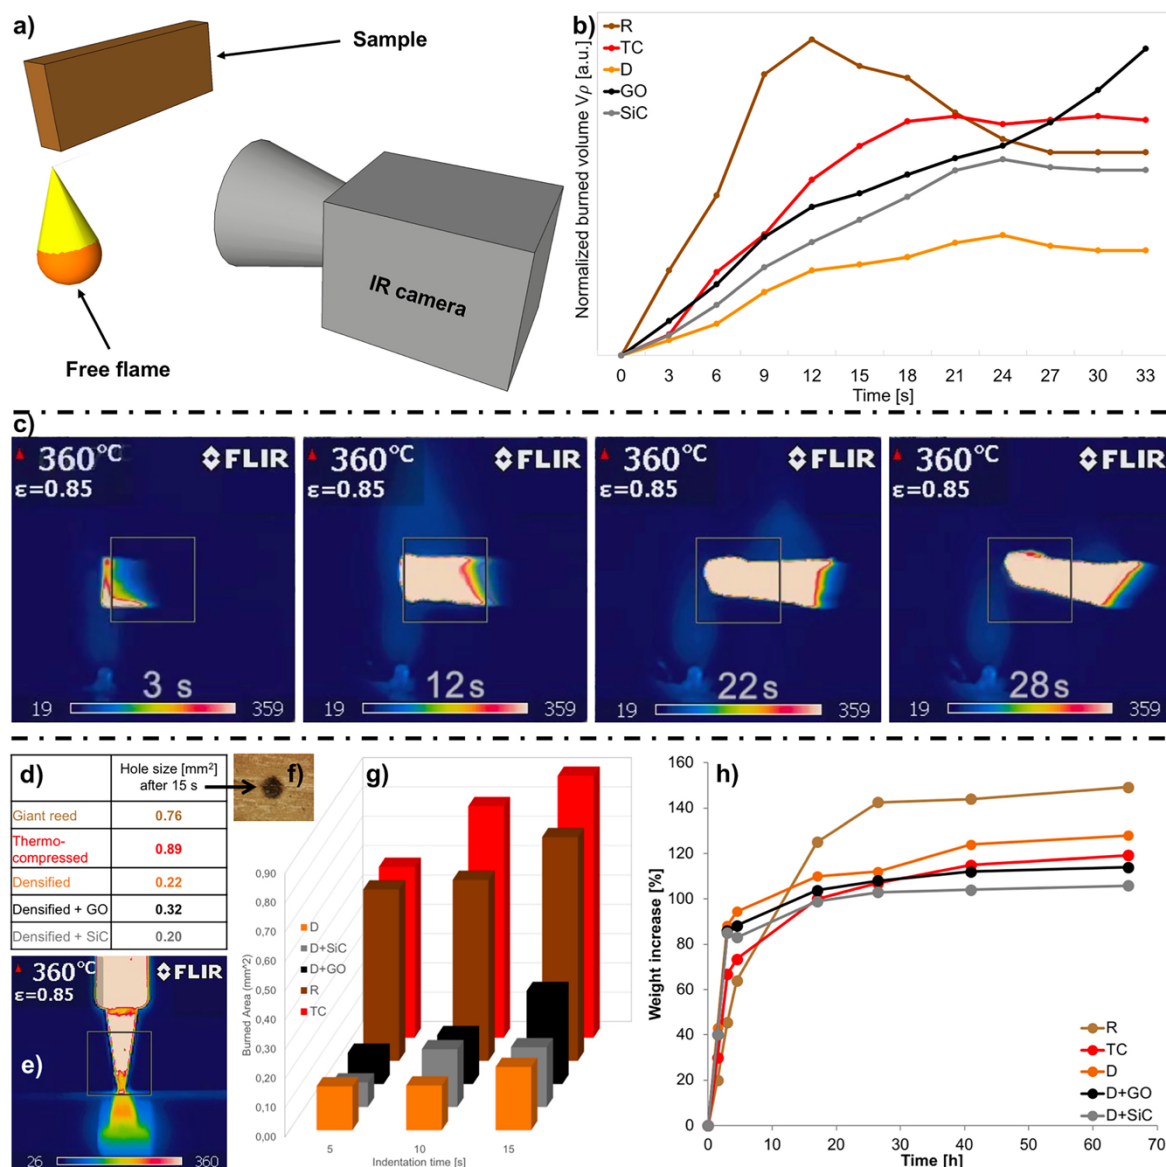 a)
Sample
IR camera
Free flame
b)
R
TC
D
GO
SiC
Normalized burned volume Vρ [a.u.]
0 3 6 9 12 15 18 21 24 27 30 33
Time [s]
c)
360°C
FLIR
ε=0.85
3 s
19 359
360°C
FLIR
ε=0.85
12s
19 359
360°C
FLIR
ε=0.85
22s
19 359
360°C
FLIR
ε=0.85
28s
19 359
d)
Hole size [mm²]
after 15 s
Giant reed 0.76
Thermo-
compressed 0.89
Densified 0.22
Densified + GO 0.32
Densified + SiC 0.20
e)
360°C
FLIR
ε=0.85
26 360
f)
g)
Burned Area (mm^2)
0,90
0,80
0,70
0,60
0,50
0,40
0,30
0,20
0,10
0,00
D
D+SiC
D+GO
R
TC
5 10 15
Indentation time [s]
h)
Weight increase [%]
160
140
120
100
80
60
40
20
0
R
TC
D
D+GO
D+SiC
0 10 20 30 40 50 60 70
Time [h]